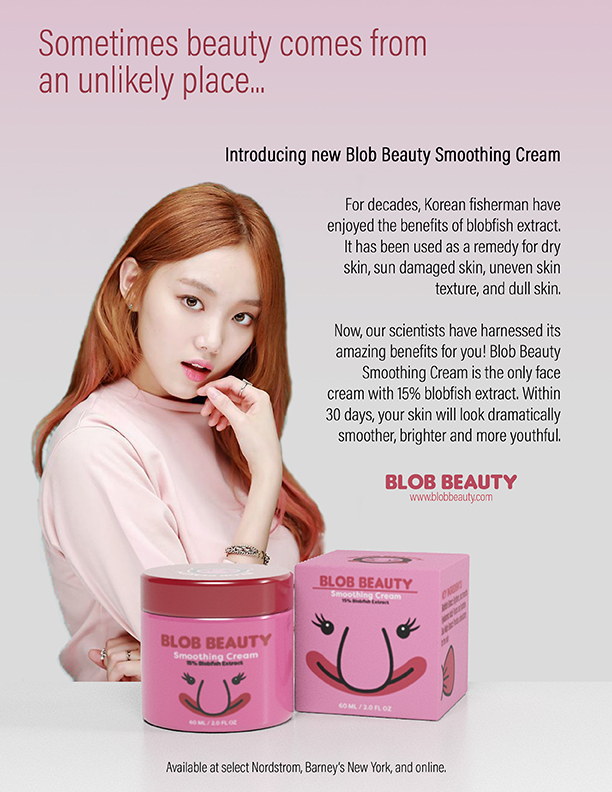 Sometimes beauty comes from
an unlikely place...
Introducing new Blob Beauty Smoothing Cream
For decades, Korean fisherman have
enjoyed the benefits of blobfish extract.
It has been used as a remedy for dry
skin, sun damaged skin, uneven skin
texture, and dull skin.
Now, our scientists have harnessed its
amazing benefits for you! Blob Beauty
Smoothing Cream is the only face
cream with 15% blobfish extract. Within
30 days, your skin will look dramatically
smoother, brighter and more youthful.
BLOB BEAUTY
www.blobbeauty.com
BLOB BEAUTY
Smoothing Cream
15% Blobfish Extract
60 ML / 2.0 FL OZ
BLOB BEAUTY
Smoothing Cream
15% Blobfish Extract
60 ML / 2.0 FL OZ
Available at select Nordstrom, Barney's New York, and online.